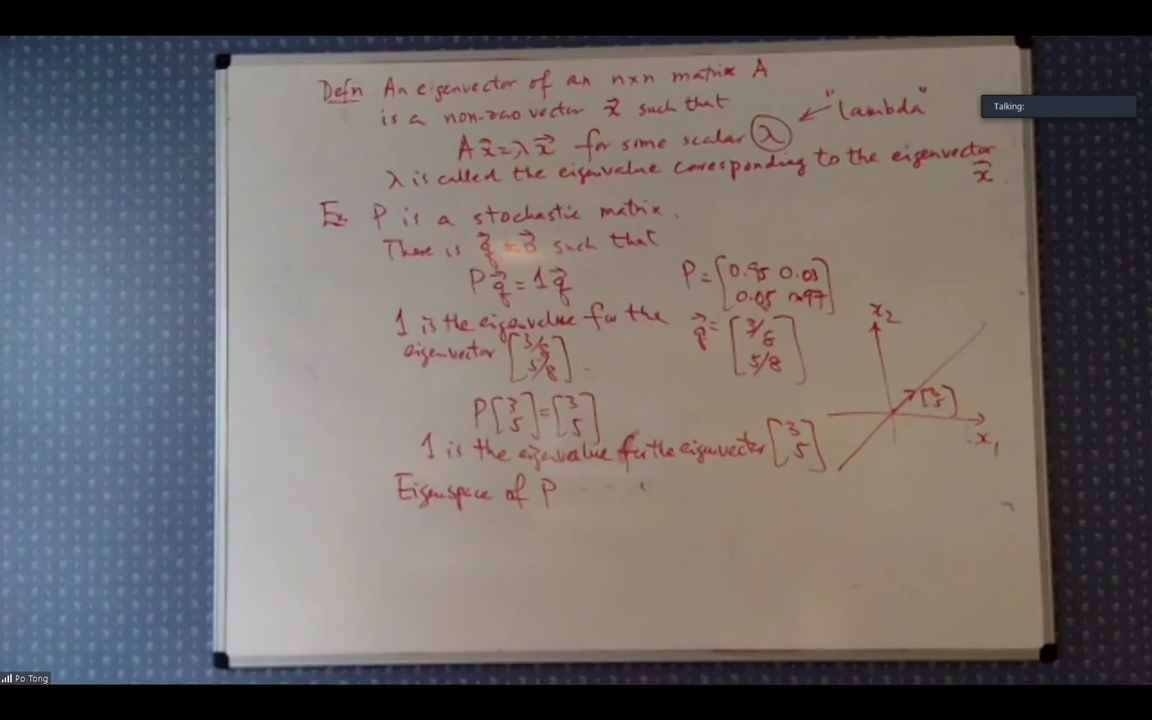 Defn An eigenvector of an n×n matrix A
is a non-zero vector x⃗ such that
"lambda"
A x⃗ = λ x⃗ for some scalar λ
λ is called the eigenvalue corresponding to the eigenvector
x⃗
Talking:
Ex. P is a stochastic matrix.
There is q⃗ such that
P q⃗ = 1 q⃗
P = [0.95 0.03
0.05 0.97]
1 is the eigenvalue for the
eigenvector [3/8
5/8].
q⃗ = [3/8
5/8]
x₂
P [3
5] = [3
5]
[3
5]
x₁
1 is the eigenvalue for the eigenvector [3
5]
Eigenspace of P
Po Tong